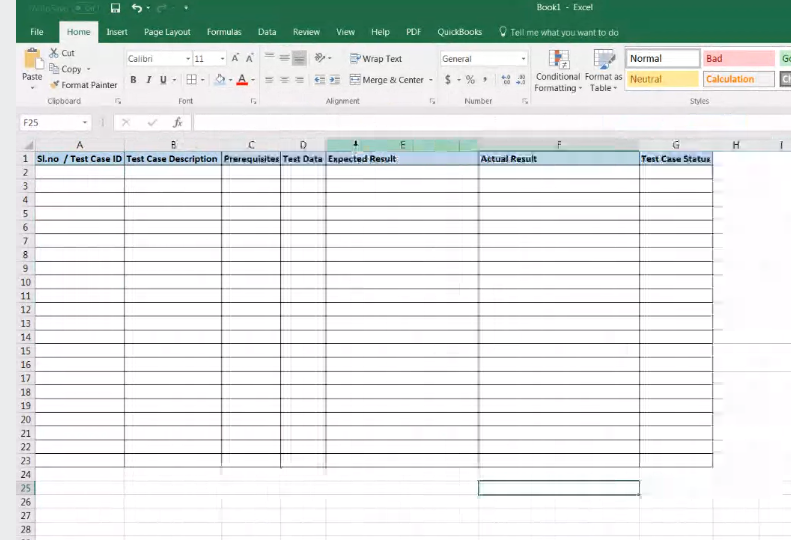 Book1 - Excel
File Home Insert Page Layout Formulas Data Review View Help PDF QuickBooks Tell me what you want to do
Paste
Cut
Copy
Format Painter
Clipboard
Calibri 11 A A
B I U A
Font
Wrap Text
Merge & Center
Alignment
General
$ % ,
Number
Conditional Formatting
Format as Table
Normal Bad
Neutral Calculation
Styles
F25 fx
A B C D E F G H I
1 Sl.no / Test Case ID Test Case Description Prerequisites Test Data Expected Result Actual Result Test Case Status
2
3
4
5
6
7
8
9
10
11
12
13
14
15
16
17
18
19
20
21
22
23
24
25
26
27
28